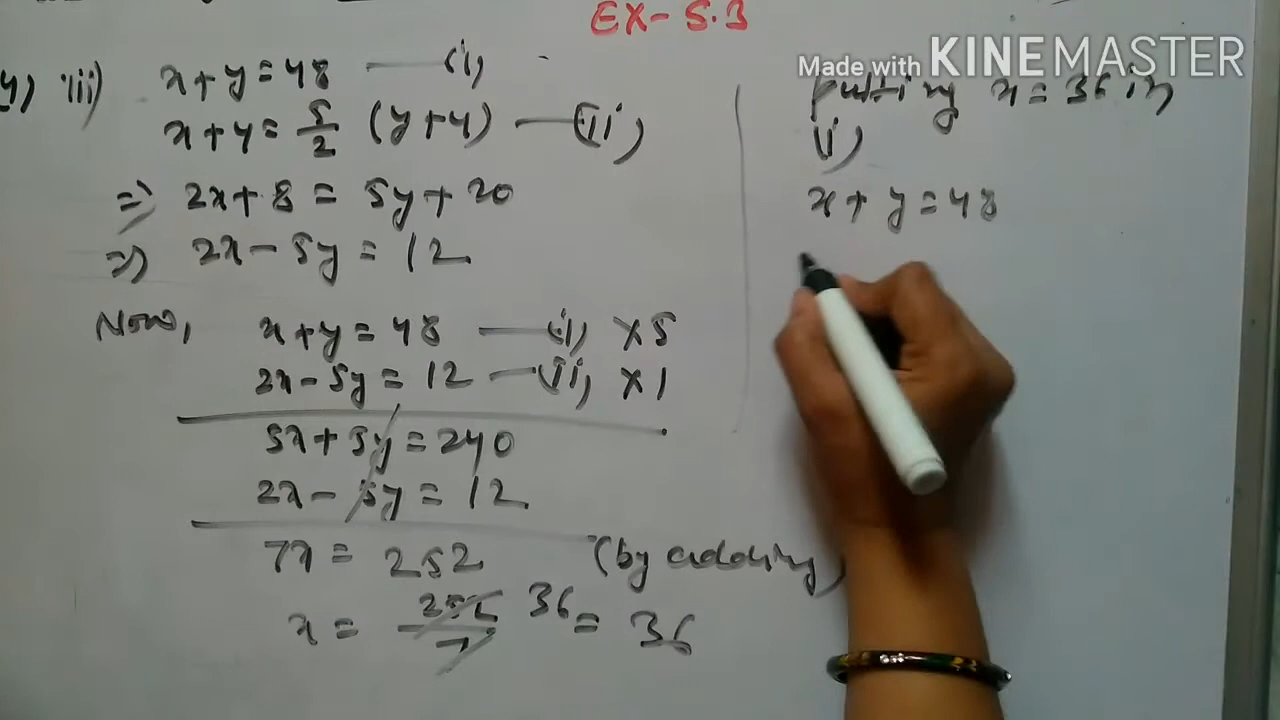 EX-5.3
Made with KINEMASTER
4) iii) x+y=48 —(i)
x+4=5/2 (y+4) —(ii)
=> 2x+8 = 5y+20
=> 2x-5y = 12
Now, x+y=48 —(i) ×5
2x-5y=12 —(ii) ×1
5x+5y=240
2x-5y=12
7x=252 (by adding)
x=252/7 36=36
putting x=36 in
(i)
x+y=48